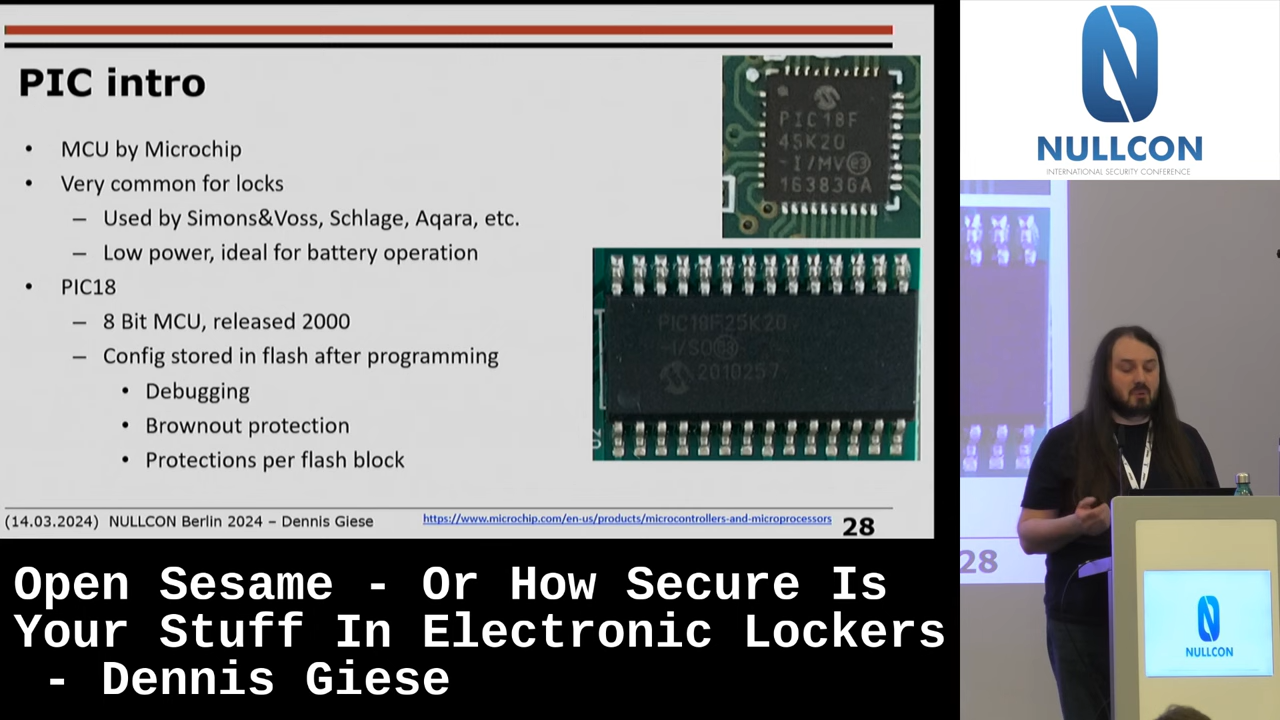 PIC intro
• MCU by Microchip
• Very common for locks
– Used by Simons&Voss, Schlage, Aqara, etc.
– Low power, ideal for battery operation
• PIC18
– 8 Bit MCU, released 2000
– Config stored in flash after programming
• Debugging
• Brownout protection
• Protections per flash block
PIC18F
45K20
-I/MV e3
163836A
PIC18F25K20
-I/SO e3
2010257
(14.03.2024) NULLCON Berlin 2024 – Dennis Giese
https://www.microchip.com/en-us/products/microcontrollers-and-microprocessors
28
NULLCON
INTERNATIONAL SECURITY CONFERENCE
28
NULLCON
Open Sesame - Or How Secure Is
Your Stuff In Electronic Lockers
- Dennis Giese